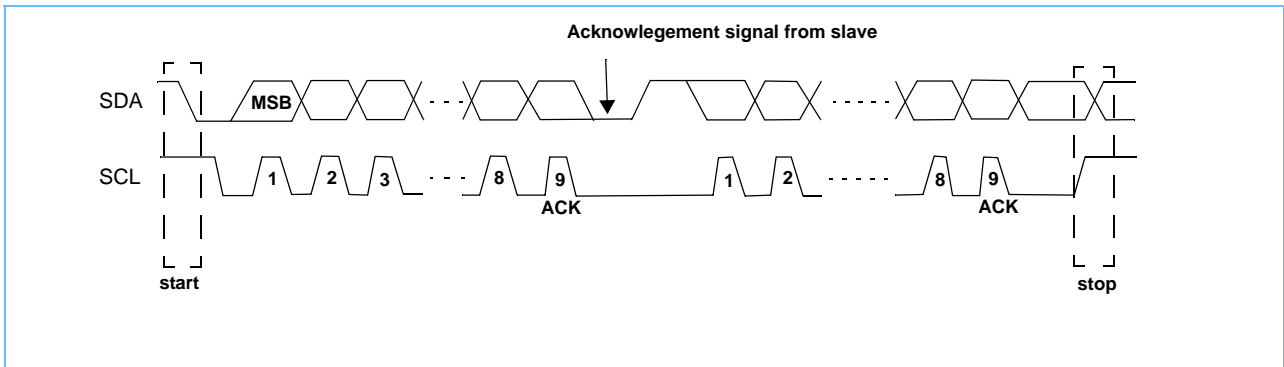 Acknowlegement signal from slave
SDA
MSB
SCL
1 2 3 8 9 1 2 8 9
ACK ACK
start stop